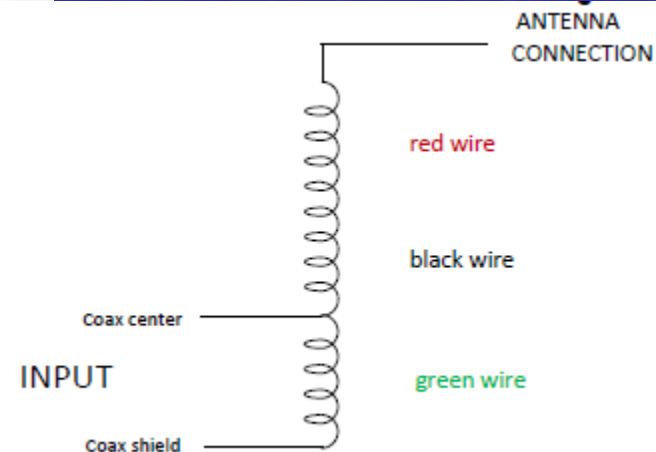 ANTENNA
CONNECTION
red wire
black wire
Coax center
INPUT
green wire
Coax shield